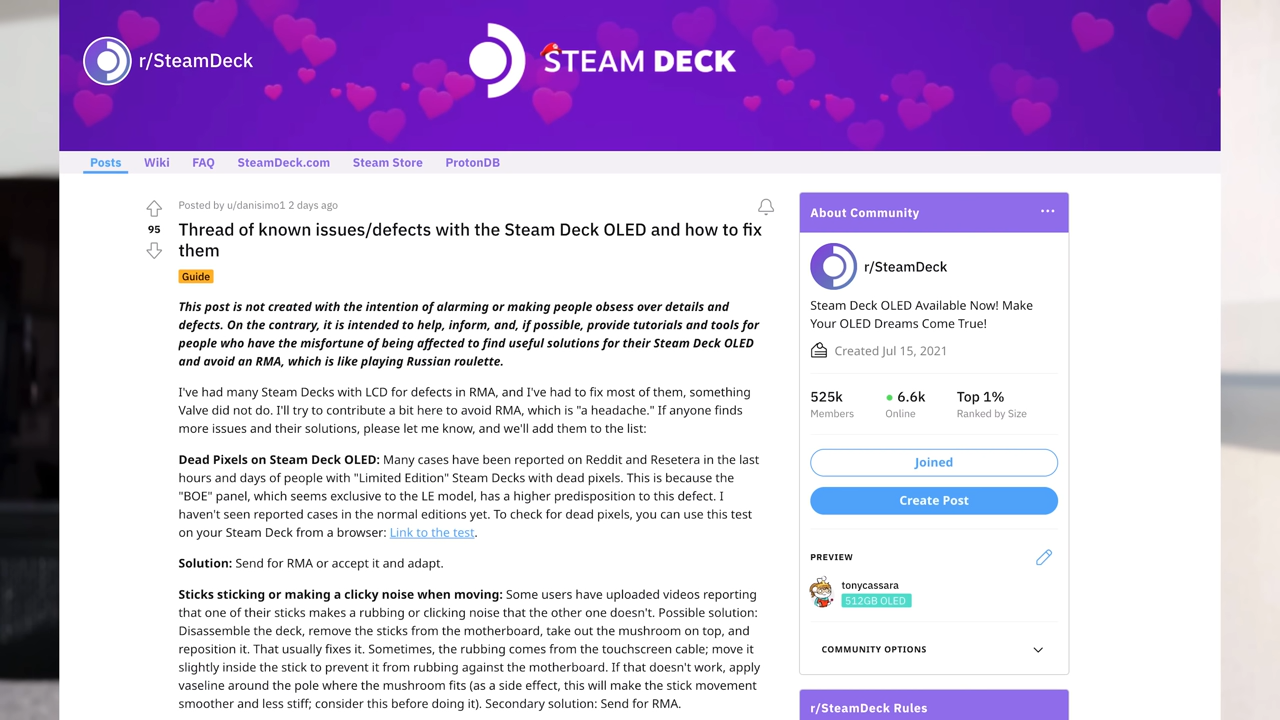 r/SteamDeck
STEAM DECK
Posts Wiki FAQ SteamDeck.com Steam Store ProtonDB
Posted by u/danisimo1 2 days ago
95
Thread of known issues/defects with the Steam Deck OLED and how to fix
them
Guide
This post is not created with the intention of alarming or making people obsess over details and
defects. On the contrary, it is intended to help, inform, and, if possible, provide tutorials and tools for
people who have the misfortune of being affected to find useful solutions for their Steam Deck OLED
and avoid an RMA, which is like playing Russian roulette.
I've had many Steam Decks with LCD for defects in RMA, and I've had to fix most of them, something
Valve did not do. I'll try to contribute a bit here to avoid RMA, which is "a headache." If anyone finds
more issues and their solutions, please let me know, and we'll add them to the list:
Dead Pixels on Steam Deck OLED: Many cases have been reported on Reddit and Resetera in the last
hours and days of people with "Limited Edition" Steam Decks with dead pixels. This is because the
"BOE" panel, which seems exclusive to the LE model, has a higher predisposition to this defect. I
haven't seen reported cases in the normal editions yet. To check for dead pixels, you can use this test
on your Steam Deck from a browser: Link to the test.
Solution: Send for RMA or accept it and adapt.
Sticks sticking or making a clicky noise when moving: Some users have uploaded videos reporting
that one of their sticks makes a rubbing or clicking noise that the other one doesn't. Possible solution:
Disassemble the deck, remove the sticks from the motherboard, take out the mushroom on top, and
reposition it. That usually fixes it. Sometimes, the rubbing comes from the touchscreen cable; move it
slightly inside the stick to prevent it from rubbing against the motherboard. If that doesn't work, apply
vaseline around the pole where the mushroom fits (as a side effect, this will make the stick movement
smoother and less stiff; consider this before doing it). Secondary solution: Send for RMA.
About Community
r/SteamDeck
Steam Deck OLED Available Now! Make
Your OLED Dreams Come True!
Created Jul 15, 2021
525k 6.6k Top 1%
Members Online Ranked by Size
Joined
Create Post
PREVIEW
tonycassara
512GB OLED
COMMUNITY OPTIONS
r/SteamDeck Rules